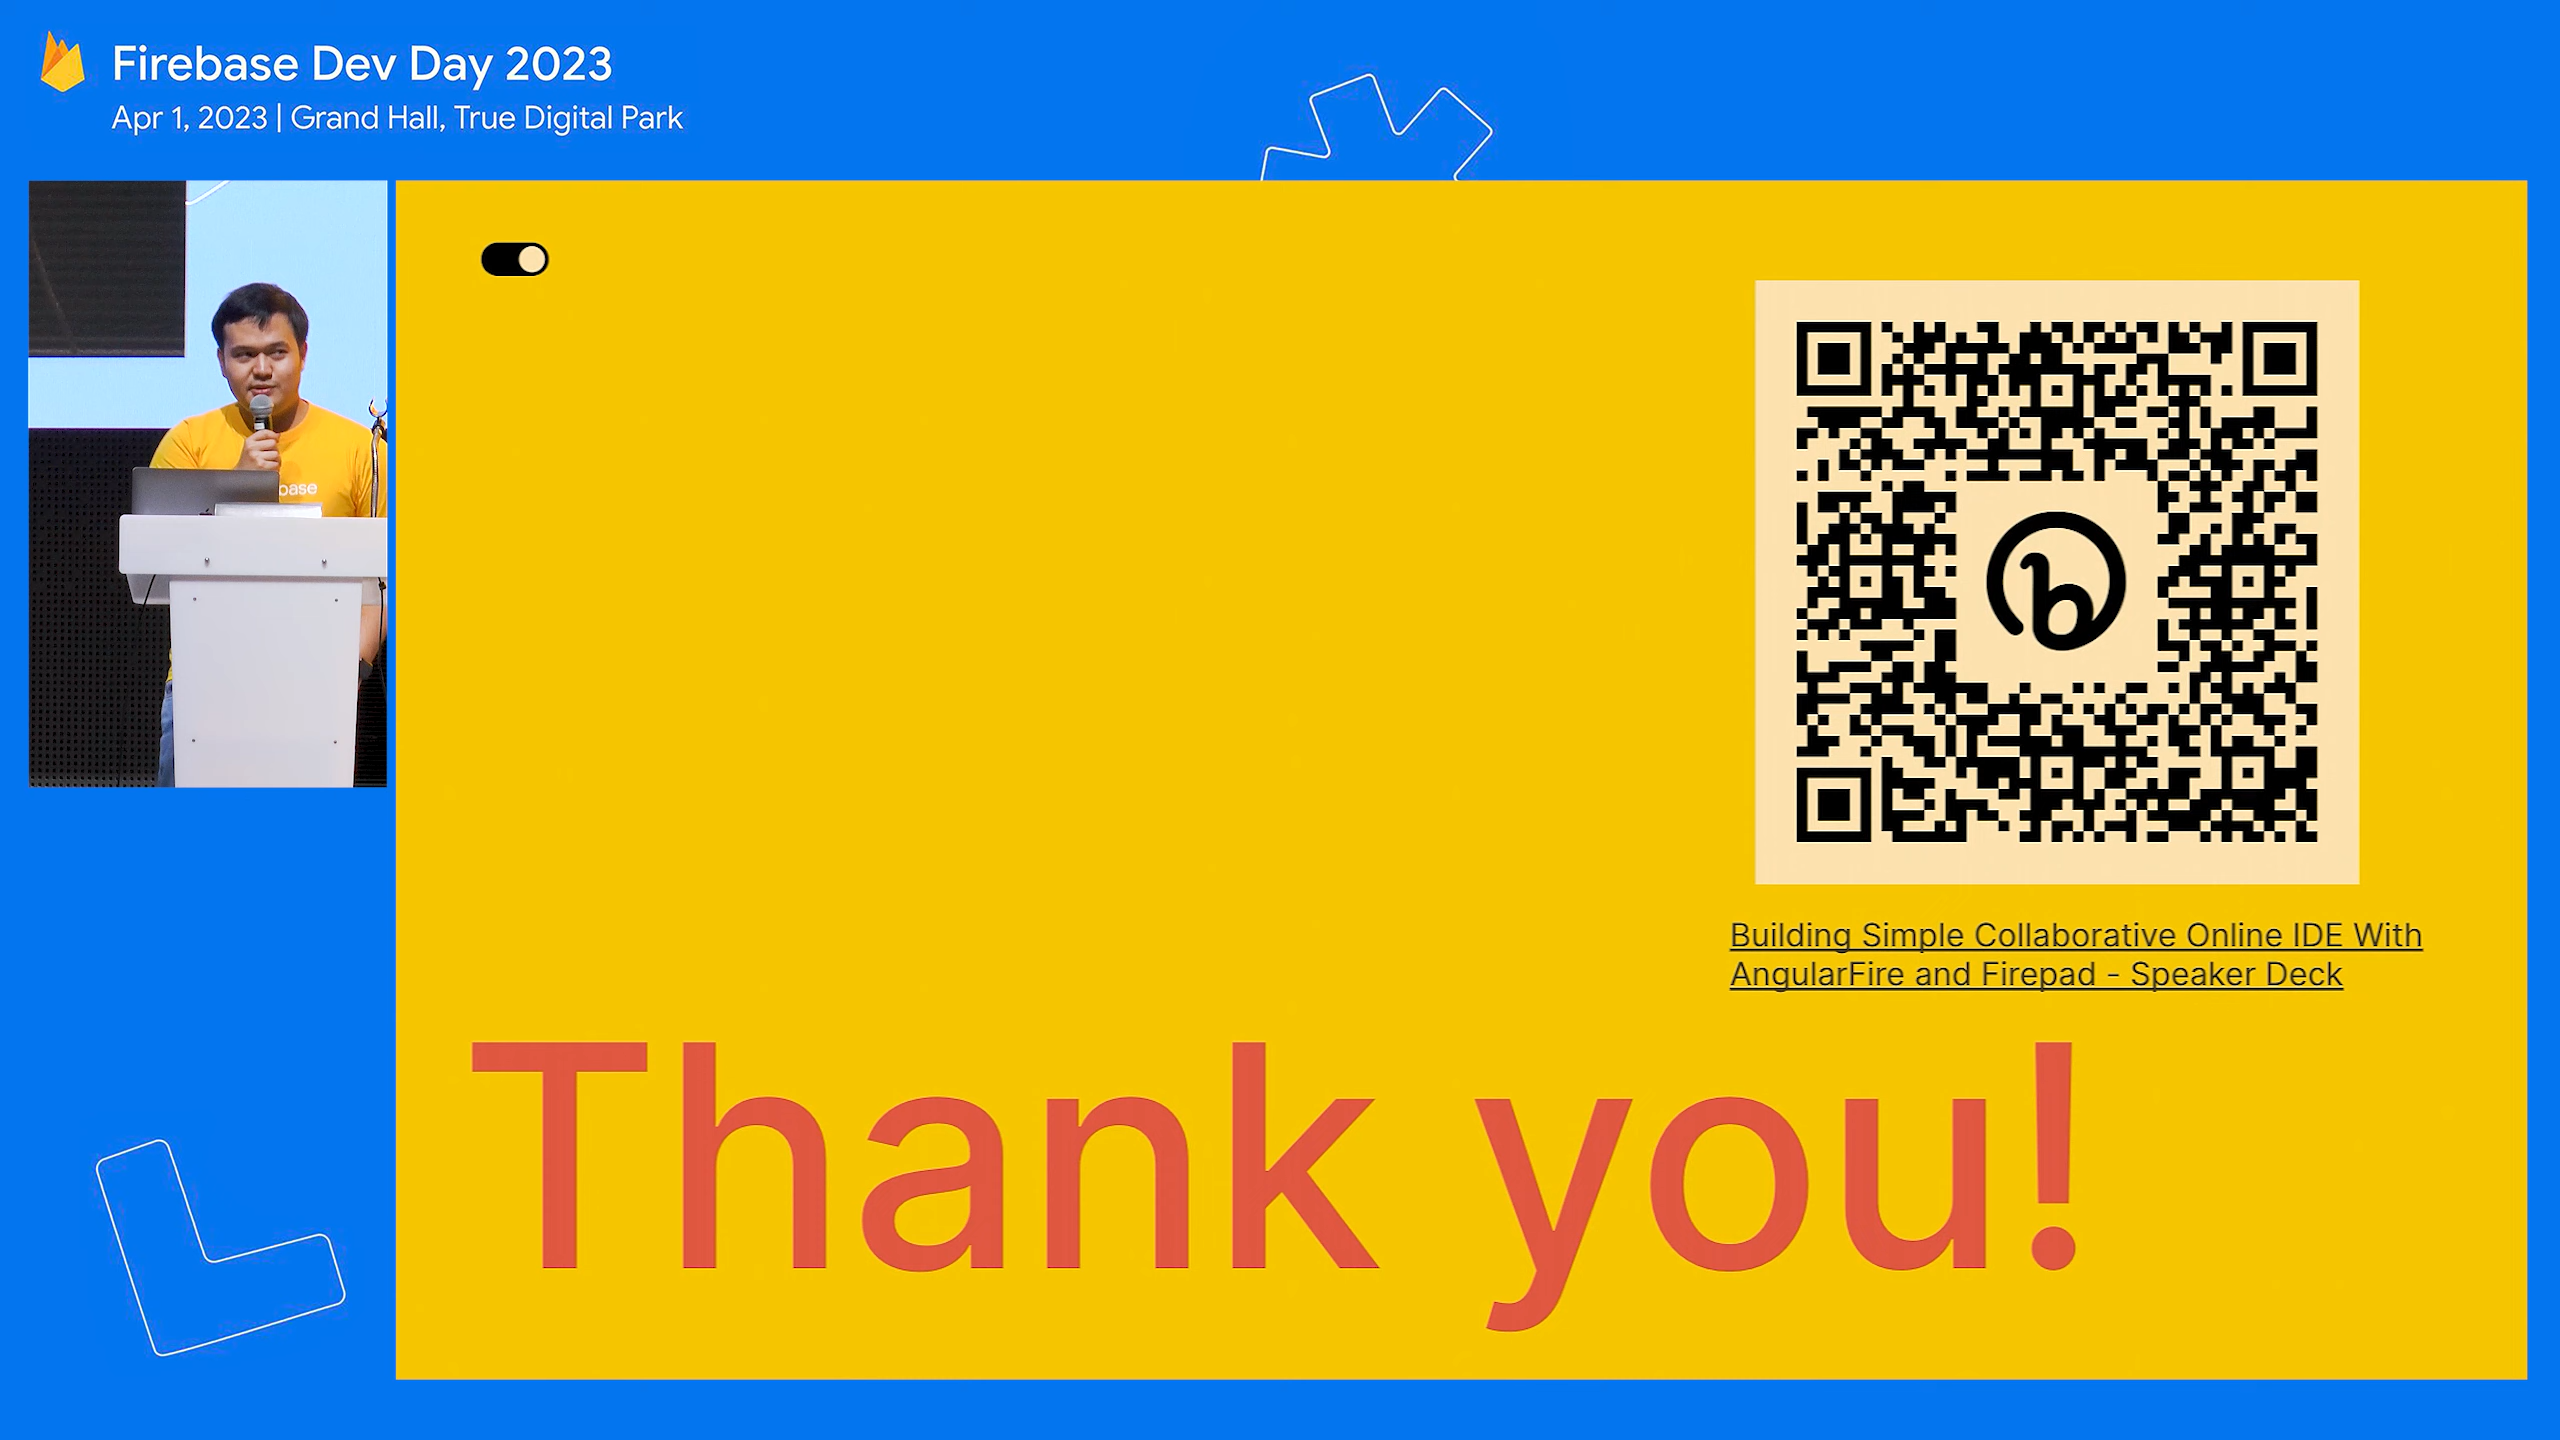 Firebase Dev Day 2023
Apr 1, 2023 | Grand Hall, True Digital Park
base
Building Simple Collaborative Online IDE With
AngularFire and Firepad - Speaker Deck
Thank you!